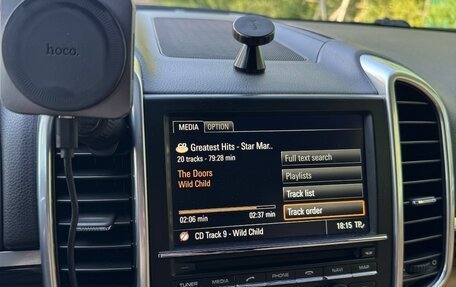 hoco.
MEDIA OPTION
Greatest Hits - Star Mar..
20 tracks - 79:28 min
Full text search
The Doors
Playlists
Wild Child
Track list
Track order
02:06 min 02:37 min
CD Track 9 - Wild Child
18:15 TP
TUNER MEDIA PHONE NAV MAP